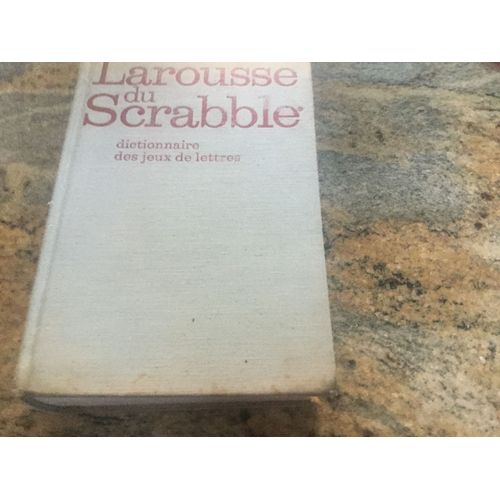 Larousse
du
Scrabble®
dictionnaire
des jeux de lettres